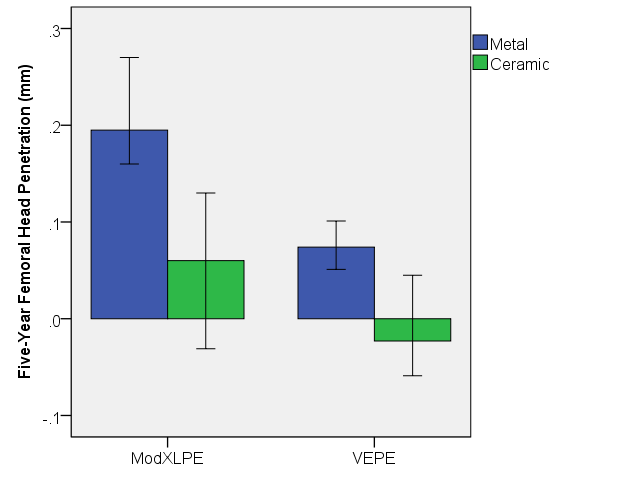 Five-Year Femoral Head Penetration (mm)
.3
.2
.1
.0
-.1
ModXLPE
VEPE
Metal
Ceramic